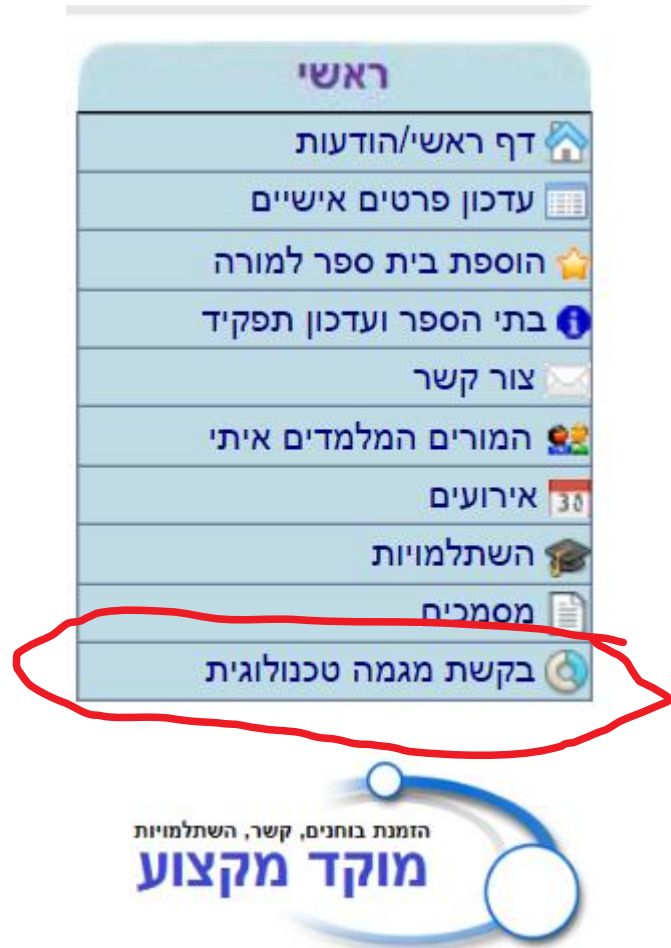 ראשי
דף ראשי/הודעות
עדכון פרטים אישיים
הוספת בית ספר למורה
בתי הספר ועדכון תפקיד
צור קשר
המורים המלמדים איתי
אירועים
30
השתלמויות
מסמכים
בקשת מגמה טכנולוגית
הזמנת בוחנים, קשר, השתלמויות
מוקד מקצוע